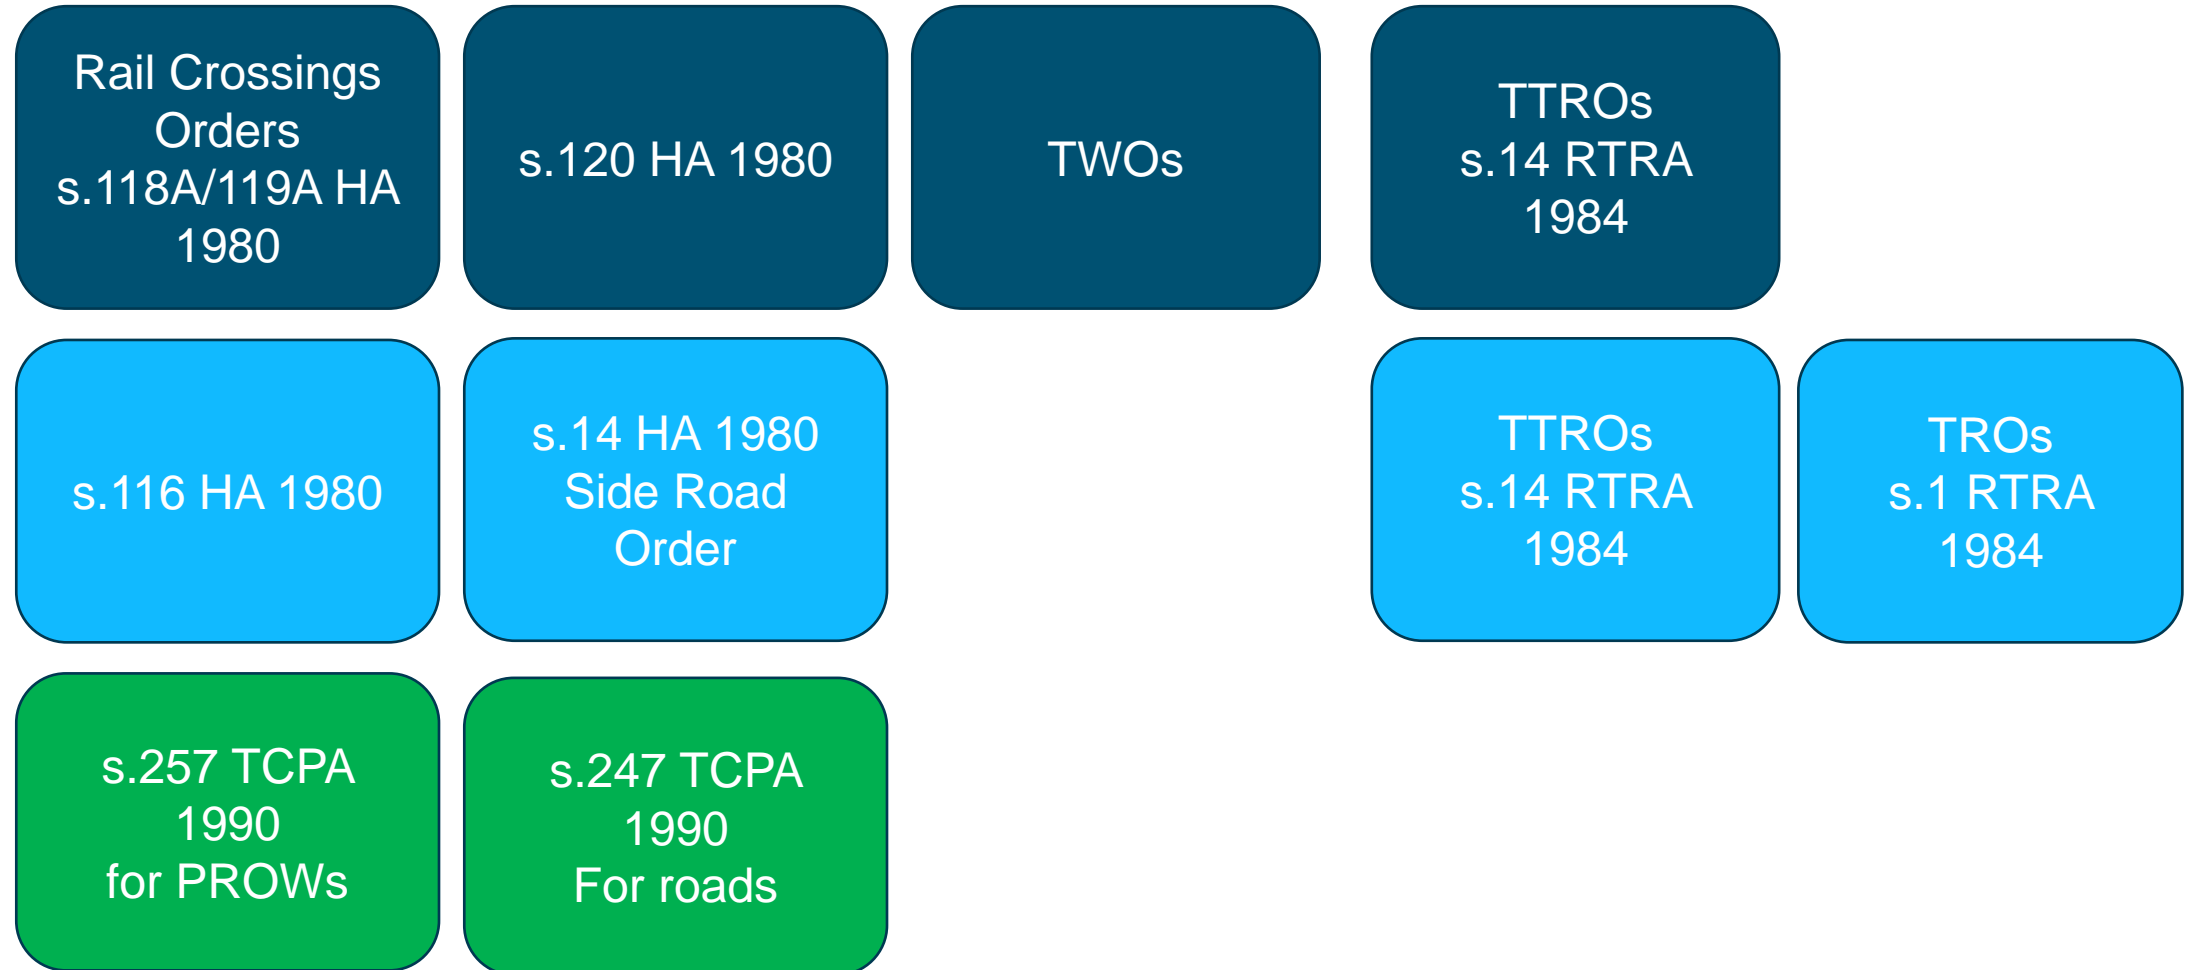 Rail Crossings
Orders
s.118A/119A HA
1980
s.120 HA 1980
TWOs
TTROs
s.14 RTRA
1984
s.116 HA 1980
s.14 HA 1980
Side Road
Order
TTROs
s.14 RTRA
1984
TROs
s.1 RTRA
1984
s.257 TCPA
1990
for PROWs
s.247 TCPA
1990
For roads